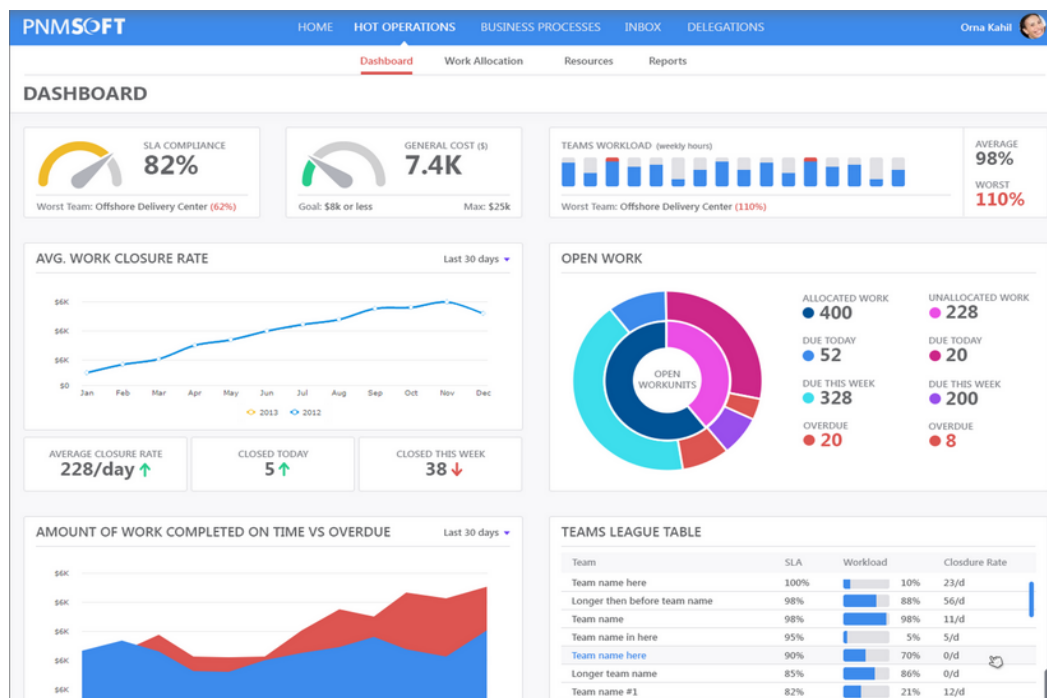 PNMSOFT
HOME HOT OPERATIONS BUSINESS PROCESSES INBOX DELEGATIONS
Orna Kahil
Dashboard Work Allocation Resources Reports
DASHBOARD
SLA COMPLIANCE
82%
Worst Team: Offshore Delivery Center (62%)
GENERAL COST ($)
7.4K
Goal: $8k or less Max: $25k
TEAMS WORKLOAD (weekly hours)
Worst Team: Offshore Delivery Center (110%)
AVERAGE
98%
WORST
110%
AVG. WORK CLOSURE RATE Last 30 days
$6K
$6K
$6K
$0
Jan Feb Mar Apr May Jun Jul Aug Sep Oct Nov Dec
2013 2012
AVERAGE CLOSURE RATE
228/day
CLOSED TODAY
5
CLOSED THIS WEEK
38
OPEN WORK
OPEN
WORKUNITS
ALLOCATED WORK
400
DUE TODAY
52
DUE THIS WEEK
328
OVERDUE
20
UNALLOCATED WORK
228
DUE TODAY
20
DUE THIS WEEK
200
OVERDUE
8
AMOUNT OF WORK COMPLETED ON TIME VS OVERDUE Last 30 days
$6K
$6K
$6K
$6K
$6K
TEAMS LEAGUE TABLE
Team SLA Workload Closdure Rate
Team name here 100% 10% 23/d
Longer then before team name 98% 88% 56/d
Team name 98% 98% 11/d
Team name in here 95% 5% 5/d
Team name here 90% 70% 0/d
Longer team name 85% 86% 0/d
Team name #1 82% 21% 12/d